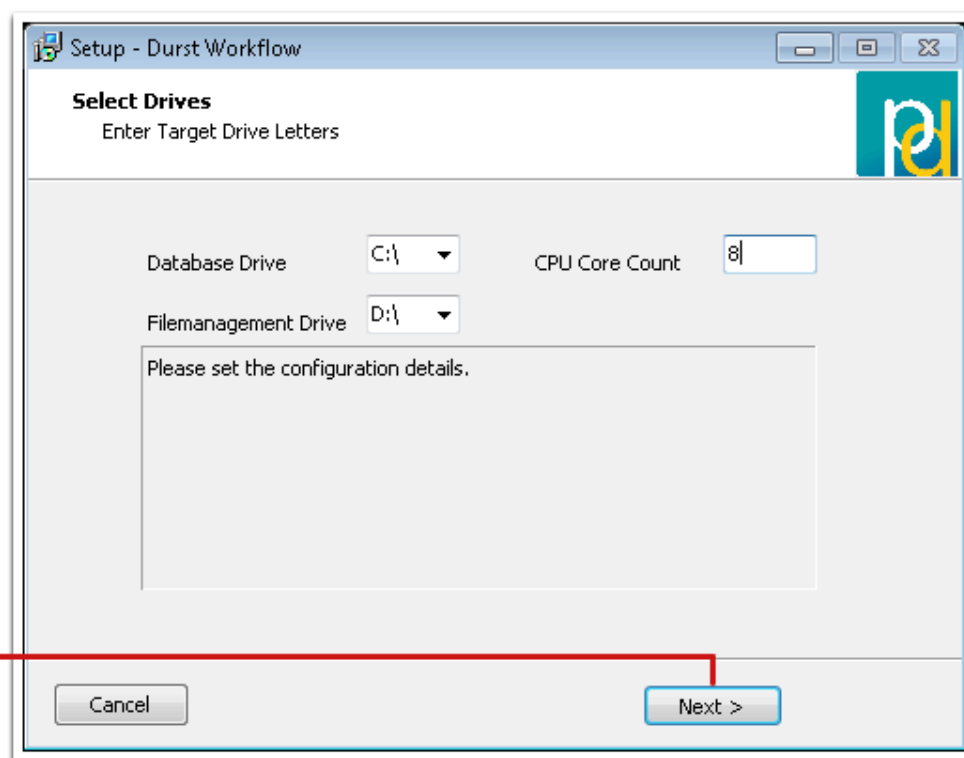 Setup - Durst Workflow
Select Drives
Enter Target Drive Letters
pd
Database Drive C:\ CPU Core Count 8
Filemanagement Drive D:\
Please set the configuration details.
Cancel Next >